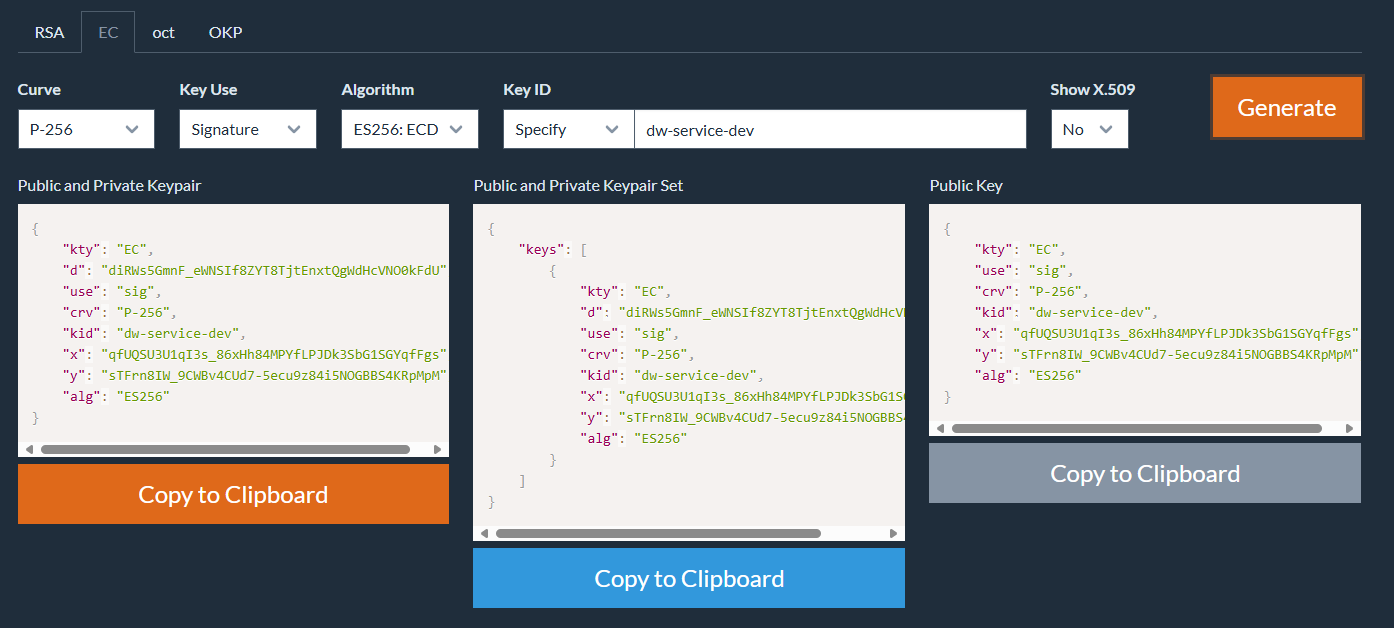 RSA EC oct OKP
Curve Key Use Algorithm Key ID Show X.509
P-256 Signature ES256: ECD Specify dw-service-dev No Generate
Public and Private Keypair
{
"kty": "EC",
"d": "diRWs5GmnF_eWNSIf8ZYT8TjtEnxtQgWdHcVNO0kFdU"
"use": "sig",
"crv": "P-256",
"kid": "dw-service-dev",
"x": "qfUQSU3U1qI3s_86xHh84MPYfLPJDk3SbG1SGYqfFgs"
"y": "sTFrn8IW_9CWBv4CUd7-5ecu9z84i5NOGBBS4KRpMpM"
"alg": "ES256"
}
Copy to Clipboard
Public and Private Keypair Set
{
"keys": [
{
"kty": "EC",
"d": "diRWs5GmnF_eWNSIf8ZYT8TjtEnxtQgWdHcV
"use": "sig",
"crv": "P-256",
"kid": "dw-service-dev",
"x": "qfUQSU3U1qI3s_86xHh84MPYfLPJDk3SbG1S
"y": "sTFrn8IW_9CWBv4CUd7-5ecu9z84i5NOGBBS
"alg": "ES256"
}
]
}
Copy to Clipboard
Public Key
{
"kty": "EC",
"use": "sig",
"crv": "P-256",
"kid": "dw-service-dev",
"x": "qfUQSU3U1qI3s_86xHh84MPYfLPJDk3SbG1SGYqfFgs"
"y": "sTFrn8IW_9CWBv4CUd7-5ecu9z84i5NOGBBS4KRpMpM"
"alg": "ES256"
}
Copy to Clipboard